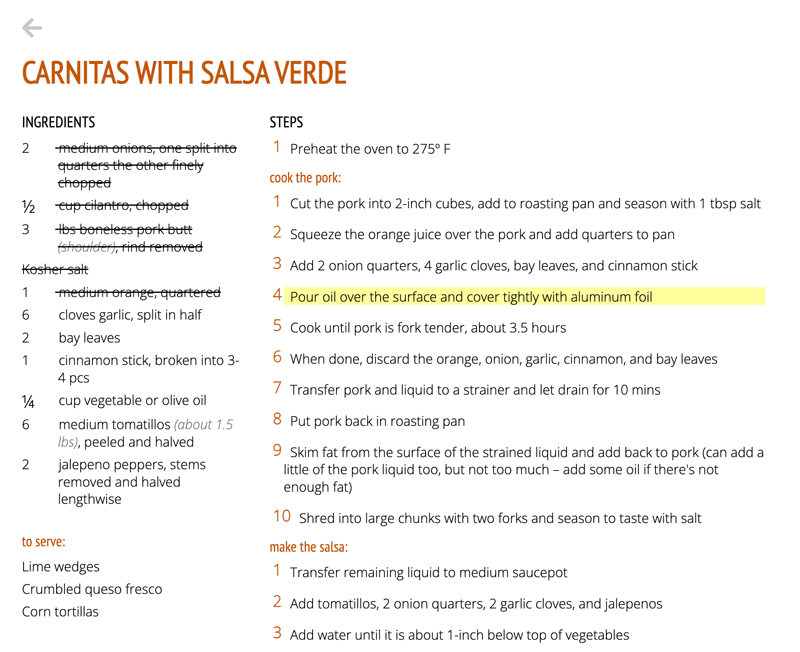 CARNITAS WITH SALSA VERDE
INGREDIENTS
2 medium onions, one split into
quarters the other finely
chopped
½ cup cilantro, chopped
3 lbs boneless pork butt
(shoulder), rind removed
Kosher salt
1 medium orange, quartered
6 cloves garlic, split in half
2 bay leaves
1 cinnamon stick, broken into 3-
4 pcs
¼ cup vegetable or olive oil
6 medium tomatillos (about 1.5
lbs), peeled and halved
2 jalepeno peppers, stems
removed and halved
lengthwise
to serve:
Lime wedges
Crumbled queso fresco
Corn tortillas
STEPS
1 Preheat the oven to 275º F
cook the pork:
1 Cut the pork into 2-inch cubes, add to roasting pan and season with 1 tbsp salt
2 Squeeze the orange juice over the pork and add quarters to pan
3 Add 2 onion quarters, 4 garlic cloves, bay leaves, and cinnamon stick
4 Pour oil over the surface and cover tightly with aluminum foil
5 Cook until pork is fork tender, about 3.5 hours
6 When done, discard the orange, onion, garlic, cinnamon, and bay leaves
7 Transfer pork and liquid to a strainer and let drain for 10 mins
8 Put pork back in roasting pan
9 Skim fat from the surface of the strained liquid and add back to pork (can add a
little of the pork liquid too, but not too much – add some oil if there's not
enough fat)
10 Shred into large chunks with two forks and season to taste with salt
make the salsa:
1 Transfer remaining liquid to medium saucepot
2 Add tomatillos, 2 onion quarters, 2 garlic cloves, and jalepenos
3 Add water until it is about 1-inch below top of vegetables